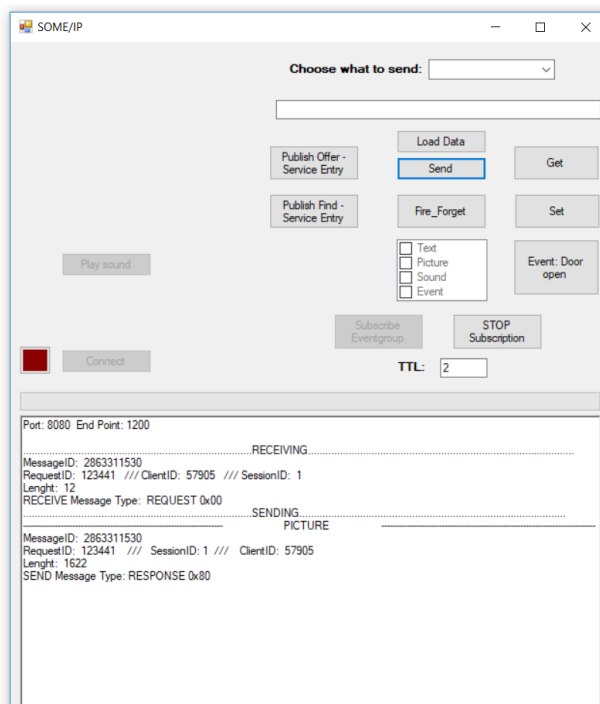 SOME/IP
Choose what to send:
Load Data
Publish Offer -
Service Entry
Send
Get
Publish Find -
Service Entry
Fire_Forget
Set
Play sound
Text
Picture
Sound
Event
Event: Door
open
Subscribe
Eventgroup
STOP
Subscription
Connect
TTL: 2
Port: 8080 End Point: 1200
................................RECEIVING................................
MessageID: 2863311530
RequestID: 123441 /// ClientID: 57905 /// SessionID: 1
Lenght: 12
RECEIVE Message Type: REQUEST 0x00
................................SENDING................................
-------------------------------- PICTURE --------------------------------
MessageID: 2863311530
RequestID: 123441 /// SessionID: 1 /// ClientID: 57905
Lenght: 1622
SEND Message Type: RESPONSE 0x80